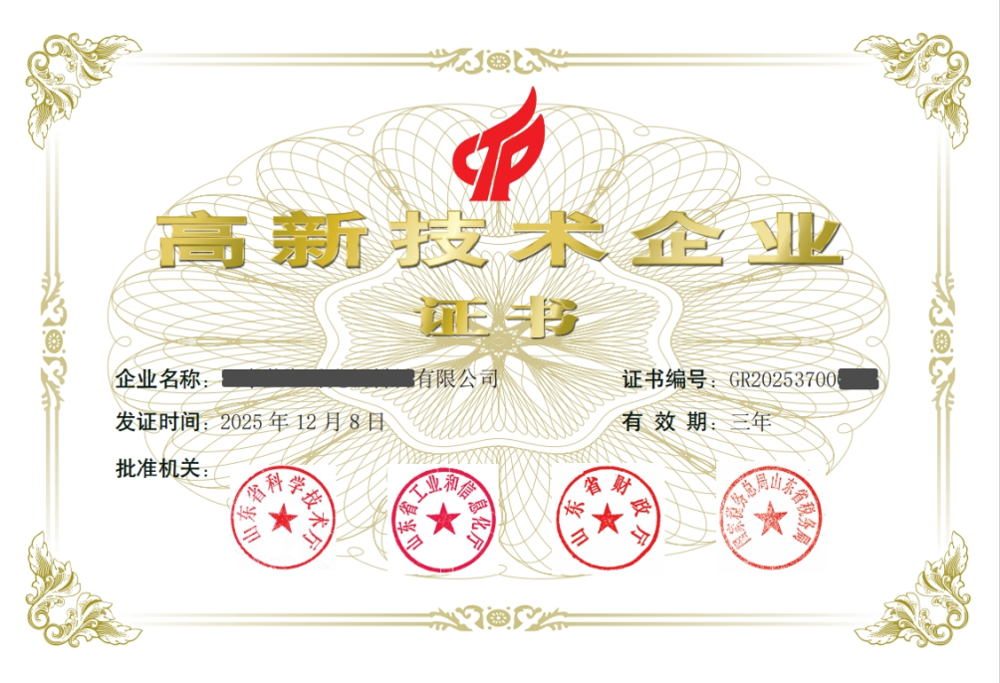 高新技术企业
证书
企业名称：有限公司
证书编号：GR20253700
发证时间：2025年12月8日
有效期：三年
批准机关：
山东省科学技术厅
山东省工业和信息化厅
山东省财政厅
国家税务总局山东省税务局